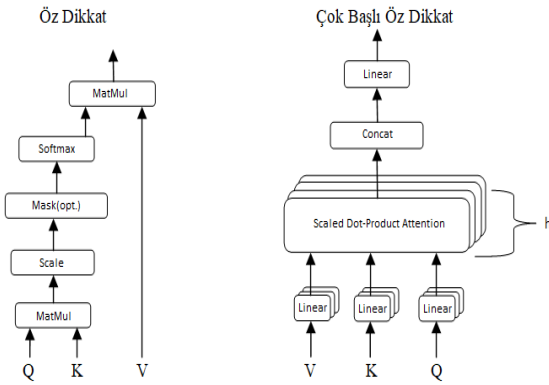 Öz Dikkat
MatMul
Softmax
Mask(opt.)
Scale
MatMul
Q K V
Çok Başlı Öz Dikkat
Linear
Concat
Scaled Dot-Product Attention
h
Linear Linear Linear
V K Q